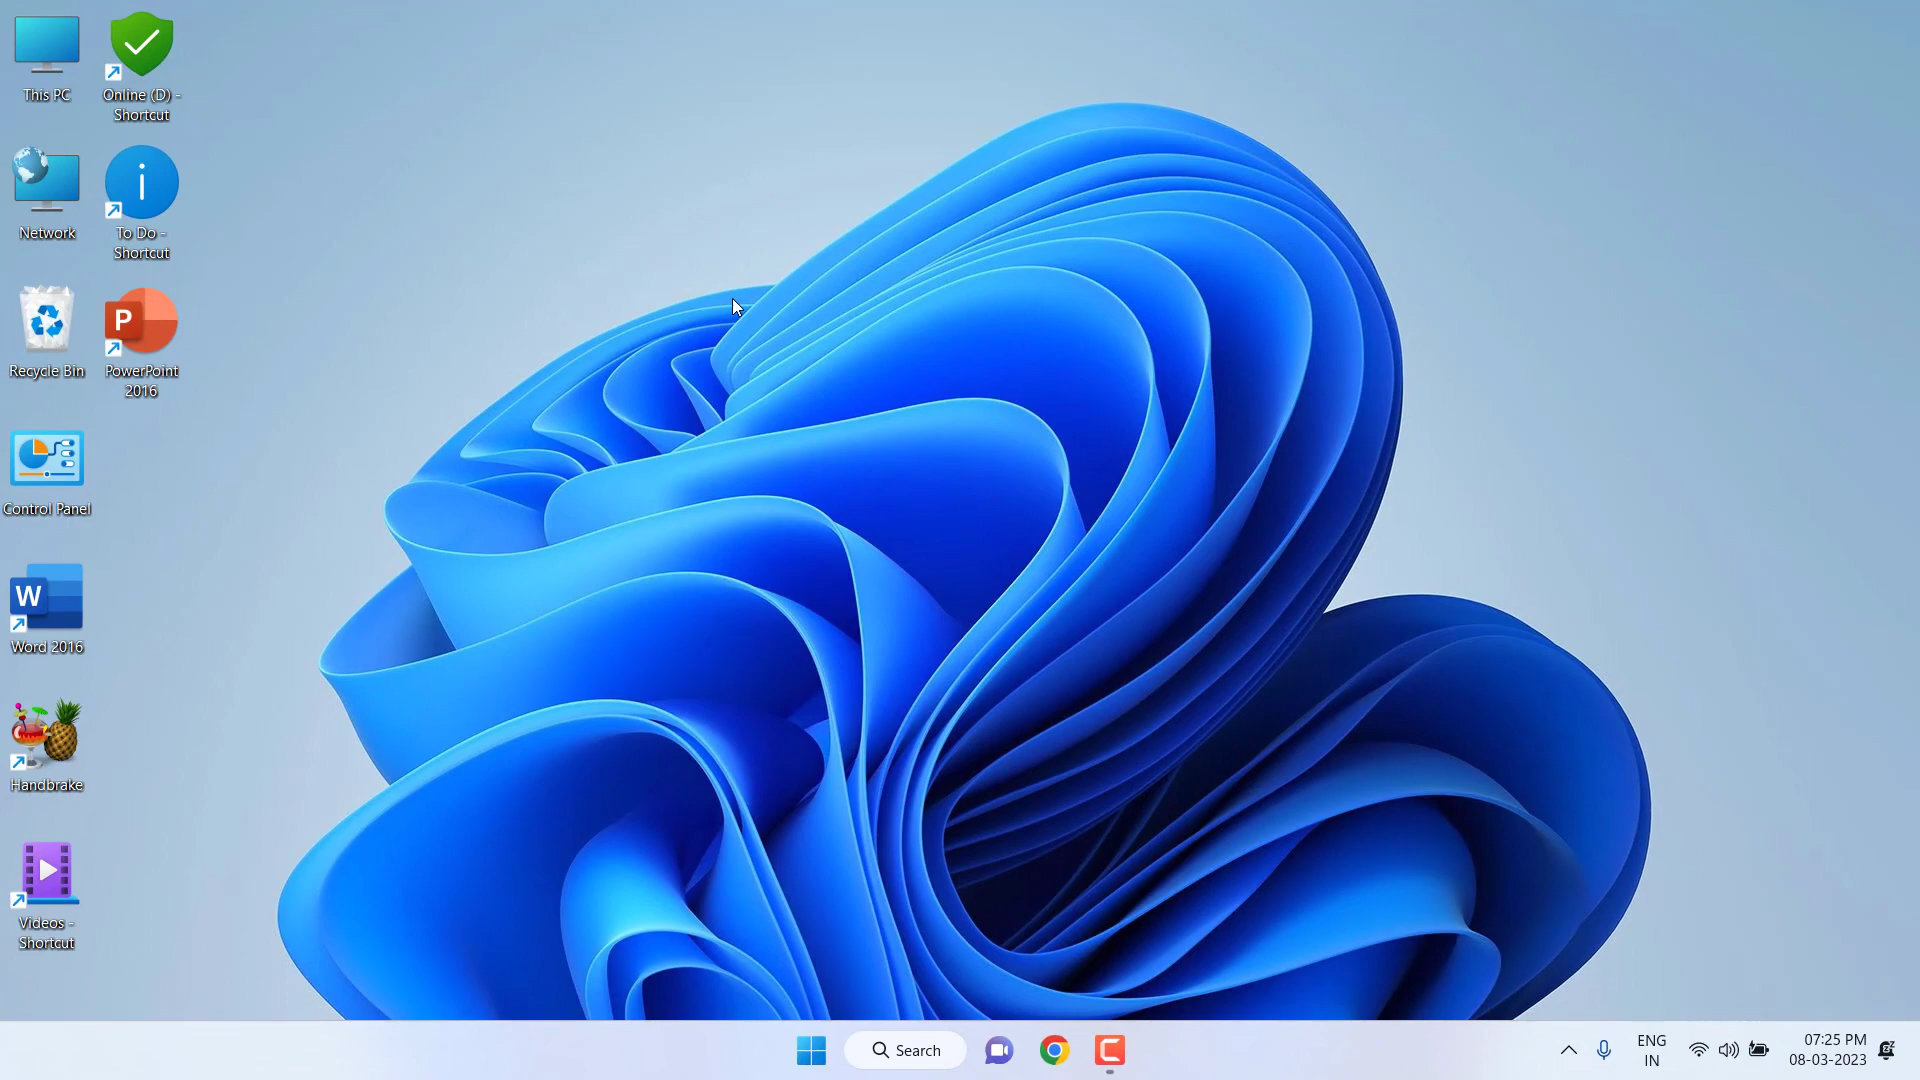 This PC
Online (D) -
Shortcut
Network
To Do -
Shortcut
Recycle Bin
P
PowerPoint
2016
Control Panel
W
Word 2016
Handbrake
Videos -
Shortcut
Search
ENG
IN
07:25 PM
08-03-2023